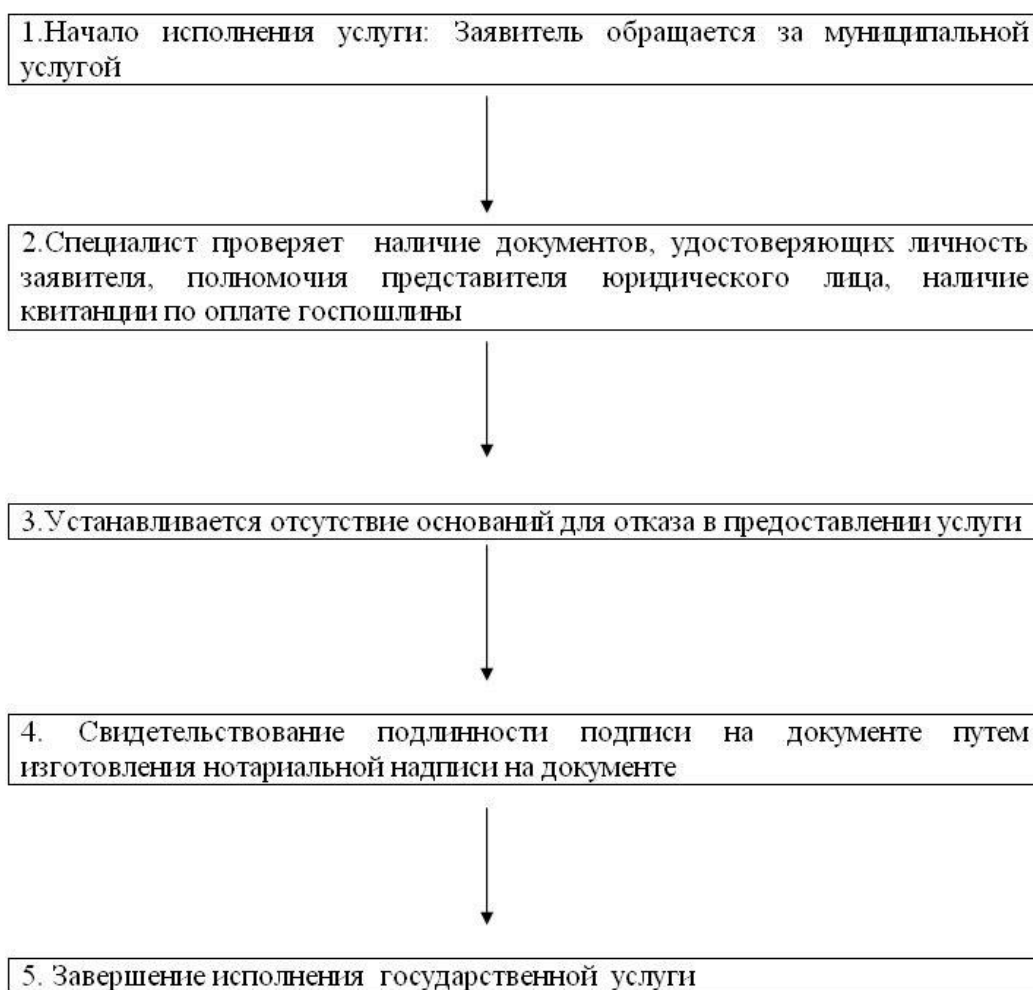 1.Начало исполнения услуги: Заявитель обращается за муниципальной
услугой
2.Специалист проверяет наличие документов, удостоверяющих личность
заявителя, полномочия представителя юридического лица, наличие
квитанции по оплате госпошлины
3.Устанавливается отсутствие оснований для отказа в предоставлении услуги
4. Свидетельствование подлинности подписи на документе путем
изготовления нотариальной надписи на документе
5. Завершение исполнения государственной услуги